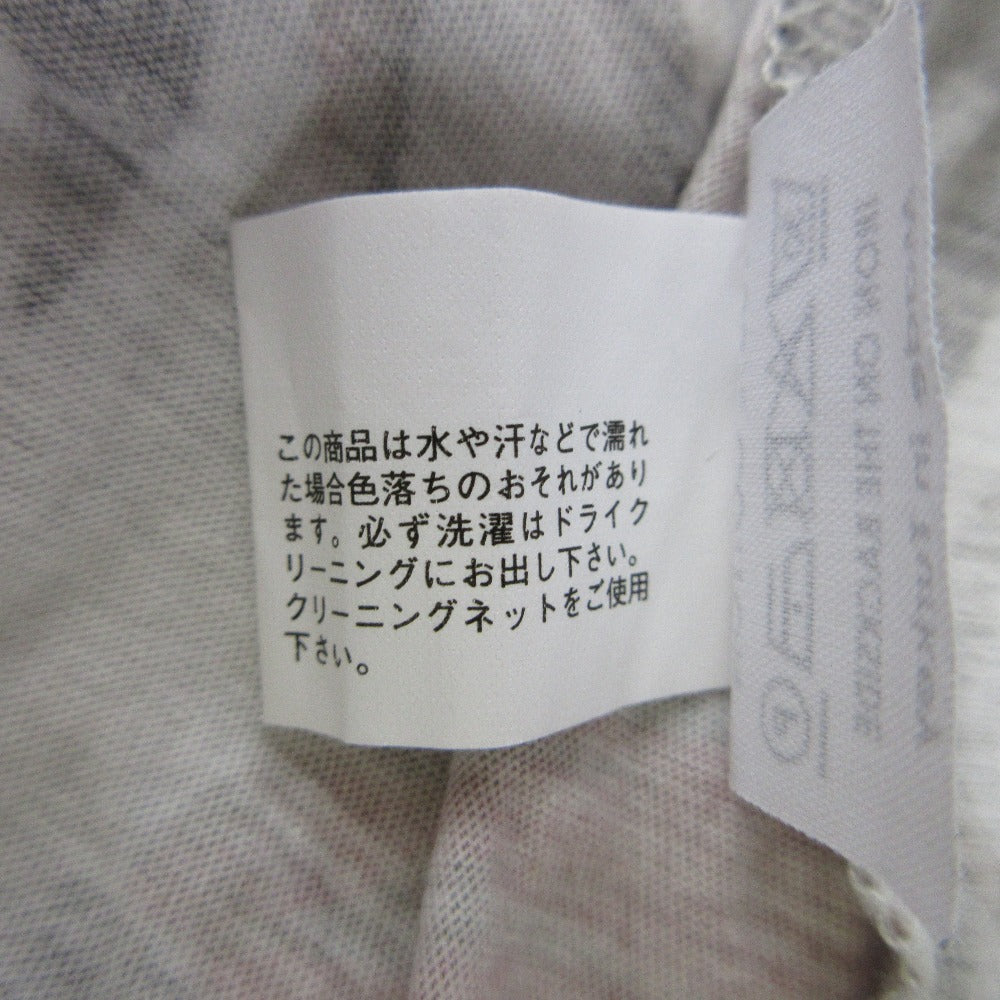 この商品は水や汗などで濡れ
た場合色落ちのおそれがあり
ます。必ず洗濯はドライク
リーニングにお出し下さい。
クリーニングネットをご使用
下さい。